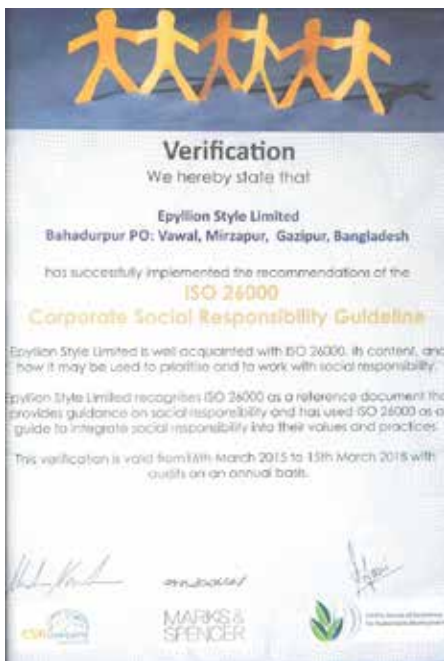 Verification
We hereby state that
Epyllion Style Limited
Bahadurpur PO: Vawal, Mirzapur, Gazipur, Bangladesh
has successfully implemented the recommendations of the
ISO 26000
Corporate Social Responsibility Guideline
Epyllion Style Limited is well acquainted with ISO 26000, its content, and
how it may be used to prioritise and to work with social responsibility.
Epyllion Style Limited recognises ISO 26000 as a reference document tha
provides guidance on social responsibility and has used ISO 26000 as a
guide to integrate social responsibility into their values and practices
This verification is valid from 16th March 2015 to 15th March 2018 with
audits on an annual basis.
MARKS &
SPENCER